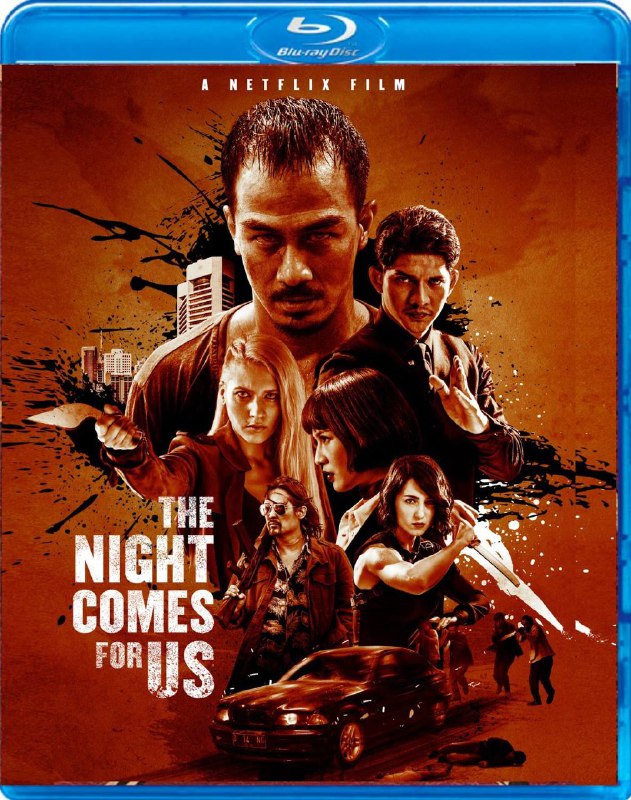 Blu-ray Disc
A NETFLIX FILM
THE
NIGHT
COMES
FOR US